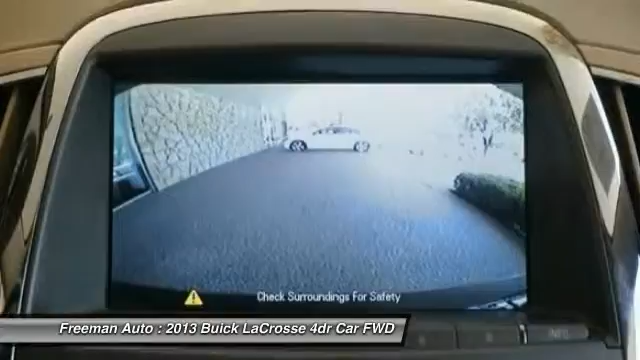 Check Surroundings For Safety
Freeman Auto : 2013 Buick LaCrosse 4dr Car FWD